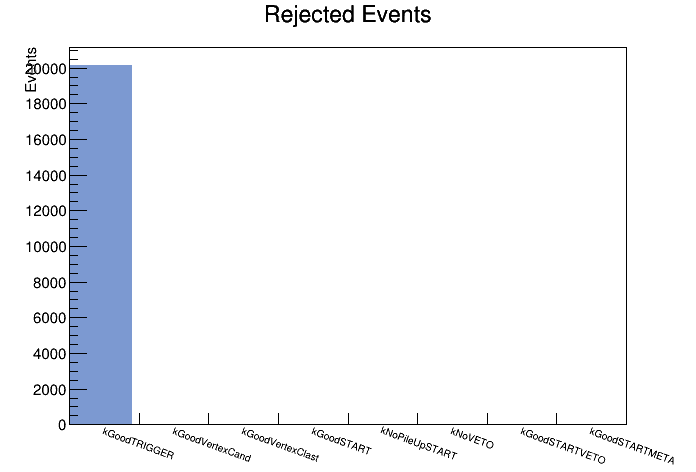 Rejected Events
Events
20000
18000
16000
14000
12000
10000
8000
6000
4000
2000
0
kGoodTRIGGER
kGoodVertexCand
kGoodVertexClast
kGoodSTART
kNoPileUpSTART
kNoVETO
kGoodSTARTVETO
kGoodSTARTMETA